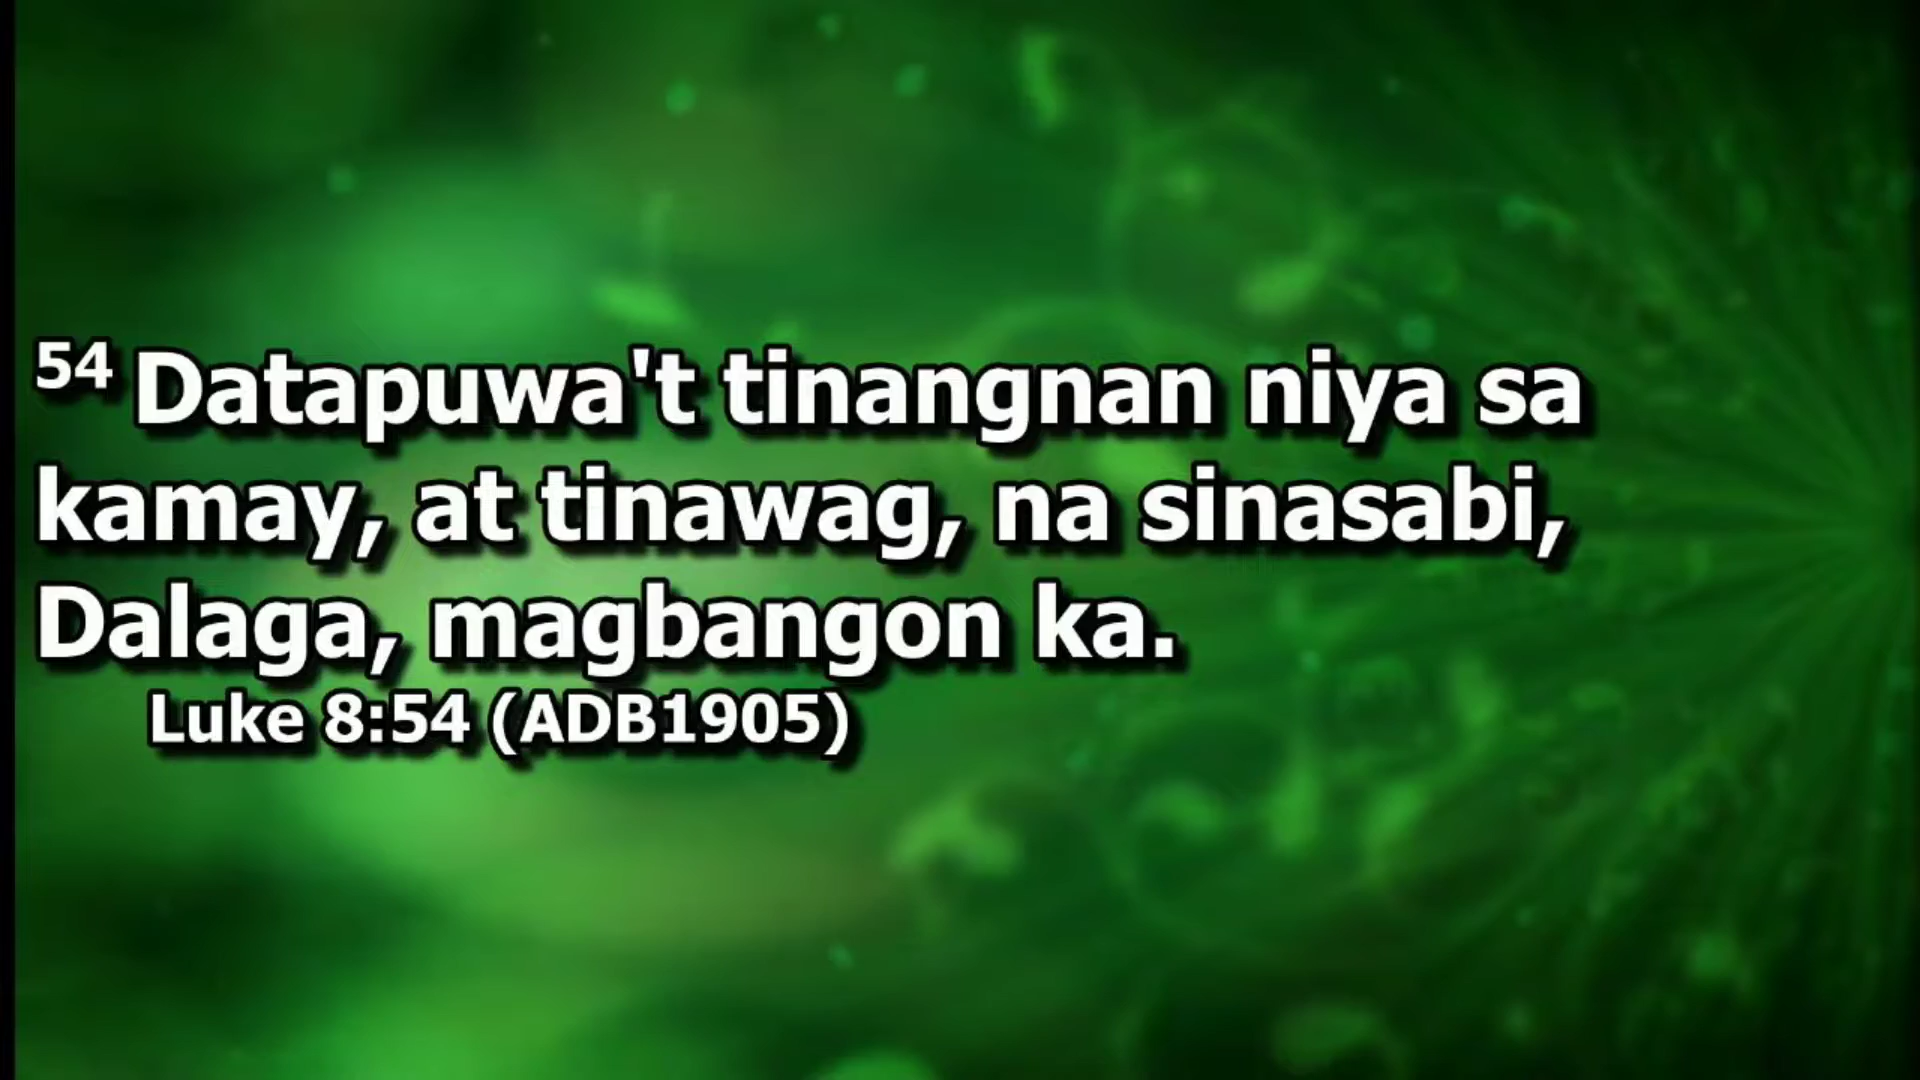 54 Datapuwa't tinangnan niya sa
kamay, at tinawag, na sinasabi,
Dalaga, magbangon ka.
Luke 8:54 (ADB1905)